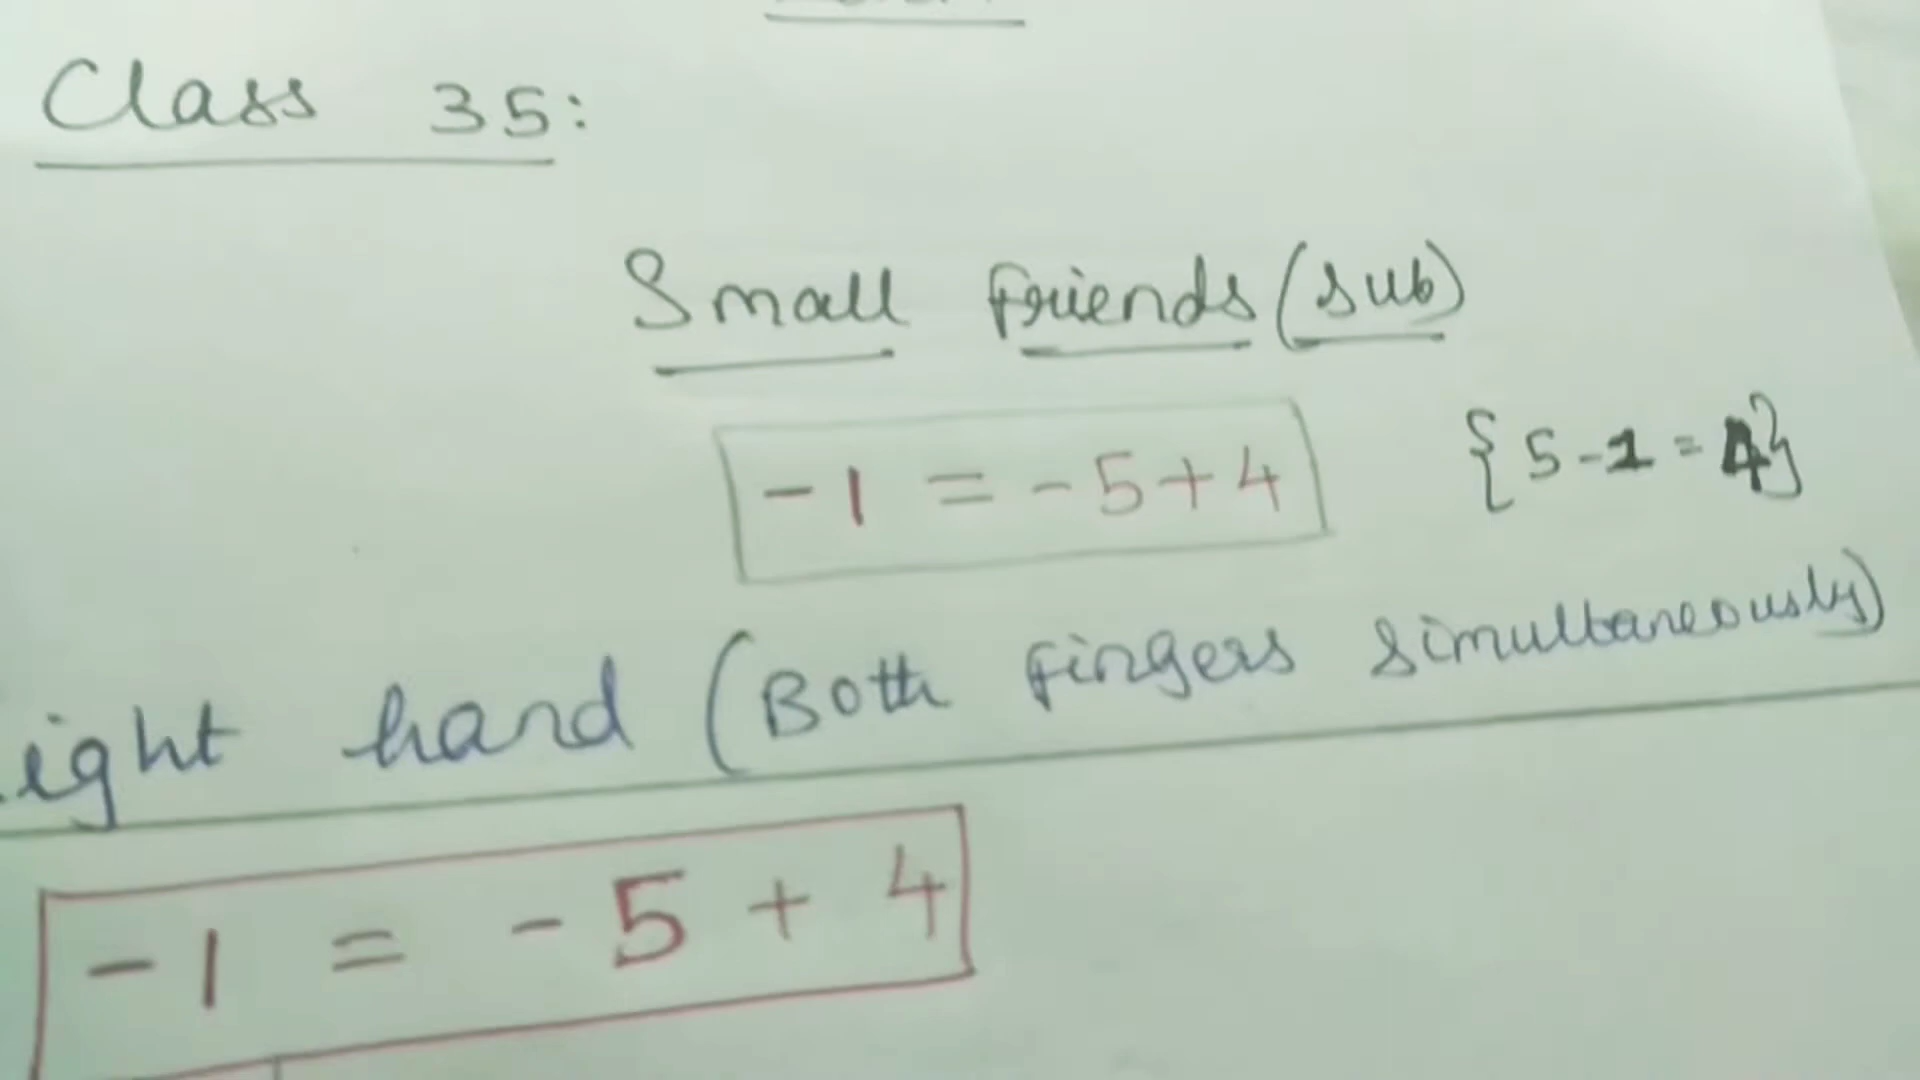 Class 35:
Small Friends (sub)
-1 = -5+4 {5-1=4}
ight hand (Both Fingers simultaneously)
-1 = -5 + 4